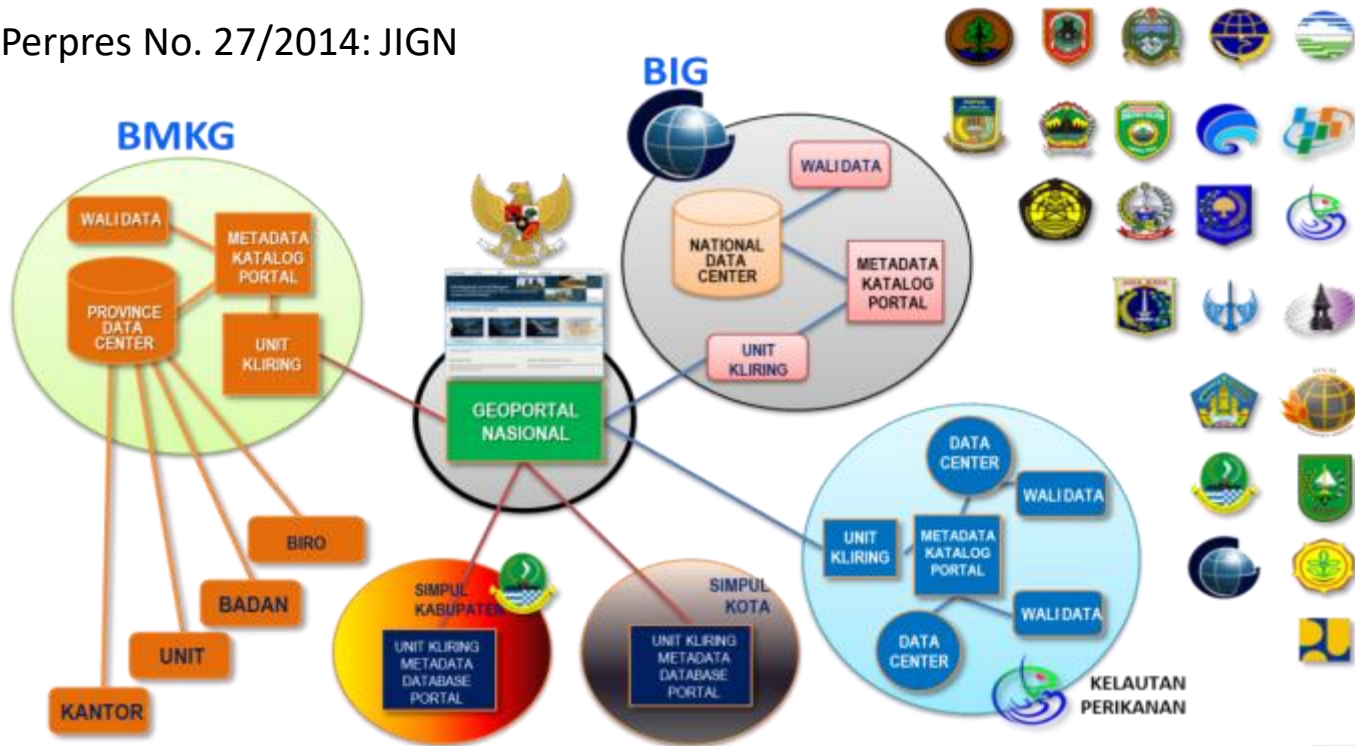 Perpres No. 27/2014: JIGN
BMKG
WALIDATA
METADATA
KATALOG
PORTAL
PROVINCE
DATA
CENTER
UNIT
KLIRING
BIRO
BADAN
UNIT
KANTOR
GEOPORTAL
NASIONAL
BIG
WALIDATA
NATIONAL
DATA
CENTER
METADATA
KATALOG
PORTAL
UNIT
KLIRING
SIMPUL
KABUPATEN
UNIT KLIRING
METADATA
DATABASE
PORTAL
SIMPUL
KOTA
UNIT KLIRING
METADATA
DATABASE
PORTAL
DATA
CENTER
WALIDATA
UNIT
KLIRING
METADATA
KATALOG
PORTAL
WALIDATA
DATA
CENTER
KELAUTAN
PERIKANAN